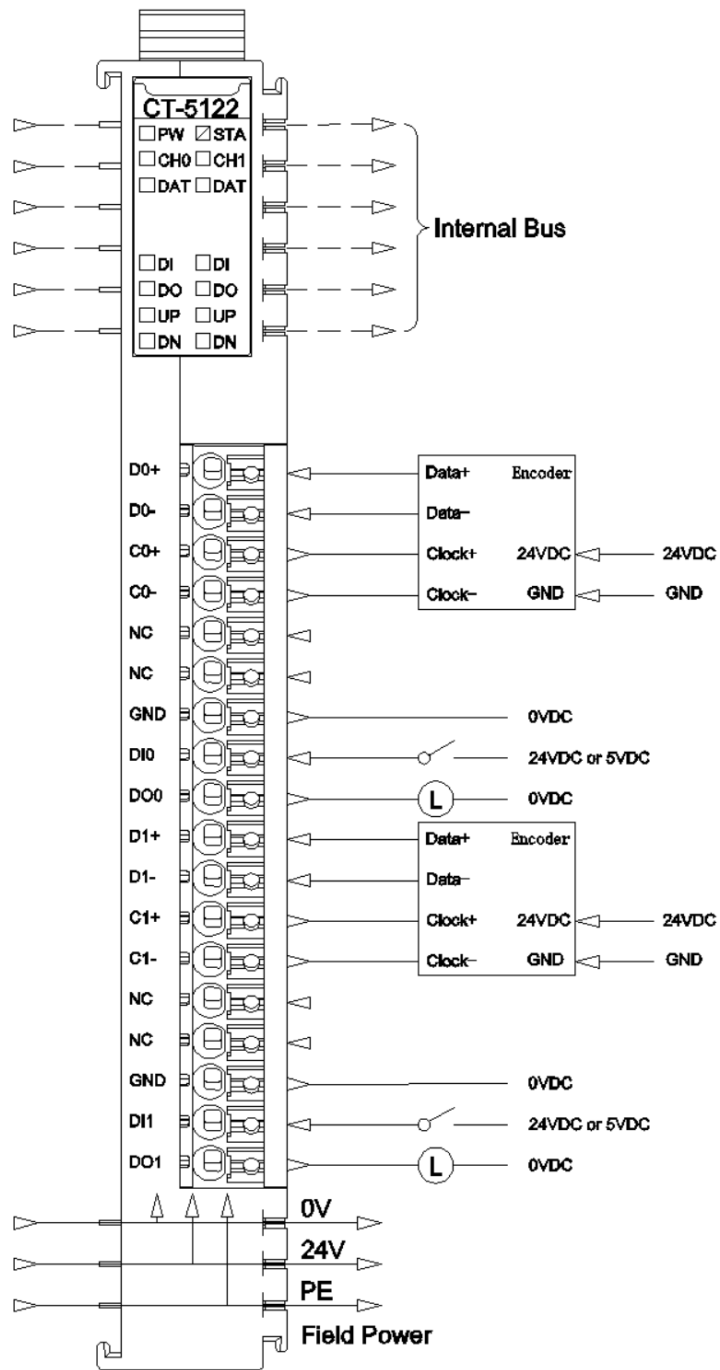 CT-5122
PW STA
CH0 CH1
DAT DAT
Internal Bus
DI DI
DO DO
UP UP
DN DN
D0+ Data+ Encoder
D0- Data-
C0+ Clock+ 24VDC 24VDC
C0- Clock- GND GND
NC
NC
GND 0VDC
DI0 24VDC or 5VDC
DO0 L 0VDC
D1+ Data+ Encoder
D1- Data-
C1+ Clock+ 24VDC 24VDC
C1- Clock- GND GND
NC
NC
GND 0VDC
DI1 24VDC or 5VDC
DO1 L 0VDC
0V
24V
PE
Field Power